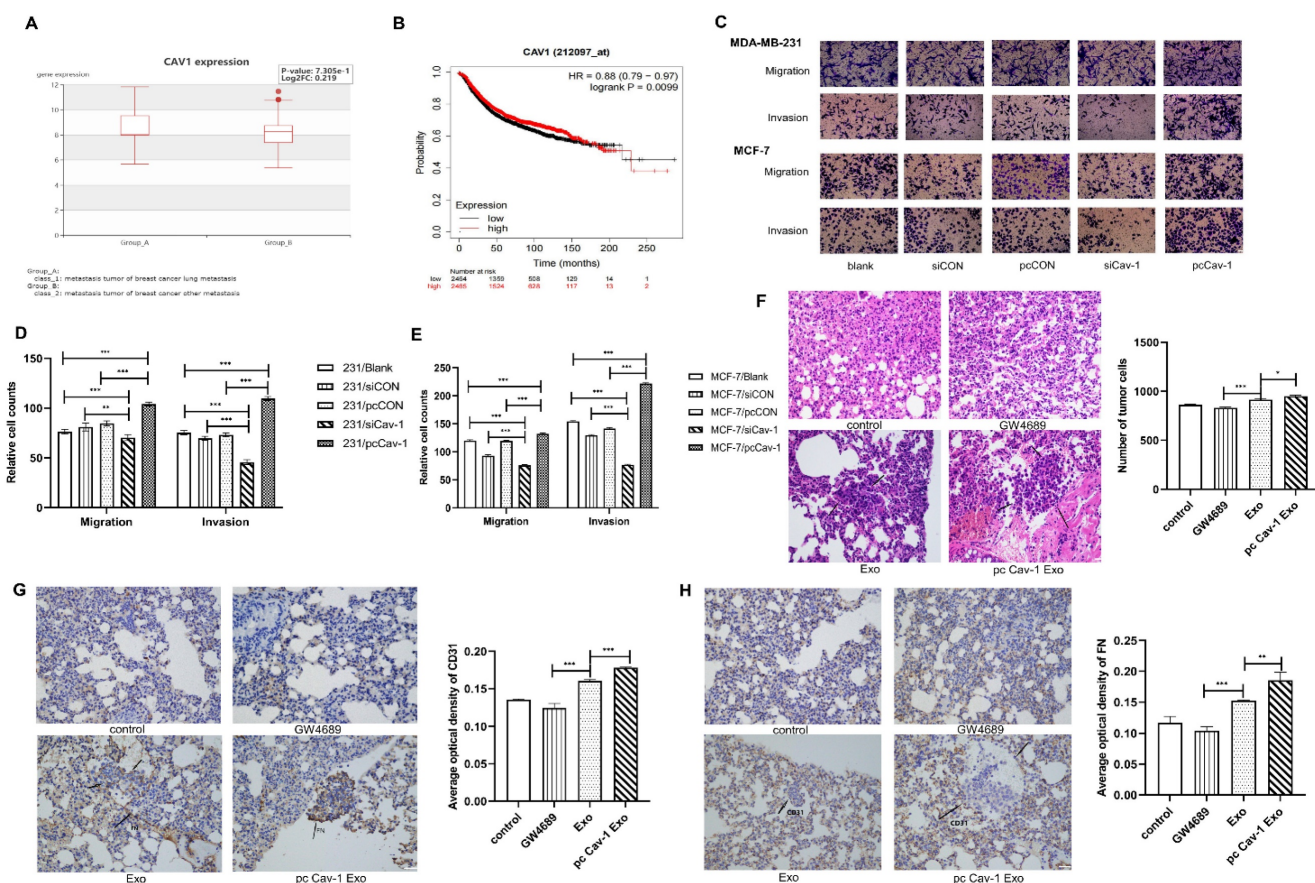 A
CAV1 expression
gene expression
P-value: 7.305e-1
Log2FC: 0.219
12
10
8
6
4
2
0
Group_A
Group_B
Group_A:
class_1: metastasis tumor of breast cancer lung metastasis
Group_B:
class_2: metastasis tumor of breast cancer other metastasis
B
CAV1 (212097_at)
HR = 0.88 (0.79 − 0.97)
logrank P = 0.0099
Probability
1.0
0.8
0.6
0.4
0.2
0.0
Expression
low
high
0
50
100
150
200
250
Time (months)
Number at risk
low 2464 1359 508 129 14 1
high 2465 1524 628 117 13 2
C
MDA-MB-231
Migration
Invasion
MCF-7
Migration
Invasion
blank
siCON
pcCON
siCav-1
pcCav-1
D
Relative cell counts
150
100
50
0
***
***
***
**
***
***
***
***
Migration
Invasion
231/Blank
231/siCON
231/pcCON
231/siCav-1
231/pcCav-1
E
Relative cell counts
250
200
150
100
50
0
***
***
***
***
***
***
***
***
Migration
Invasion
MCF-7/Blank
MCF-7/siCON
MCF-7/pcCON
MCF-7/siCav-1
MCF-7/pcCav-1
F
control
GW4689
Exo
pc Cav-1 Exo
Number of tumor cells
1500
1000
500
0
***
*
control
GW4689
Exo
pc Cav-1 Exo
G
control
GW4689
FN
Exo
pc Cav-1 Exo
Average optical density of CD31
0.20
0.15
0.10
0.05
0.00
***
***
control
GW4689
Exo
pc Cav-1 Exo
H
control
GW4689
CD31
CD31
Exo
pc Cav-1 Exo
Average optical density of FN
0.25
0.20
0.15
0.10
0.05
0.00
***
**
control
GW4689
Exo
pc Cav-1 Exo